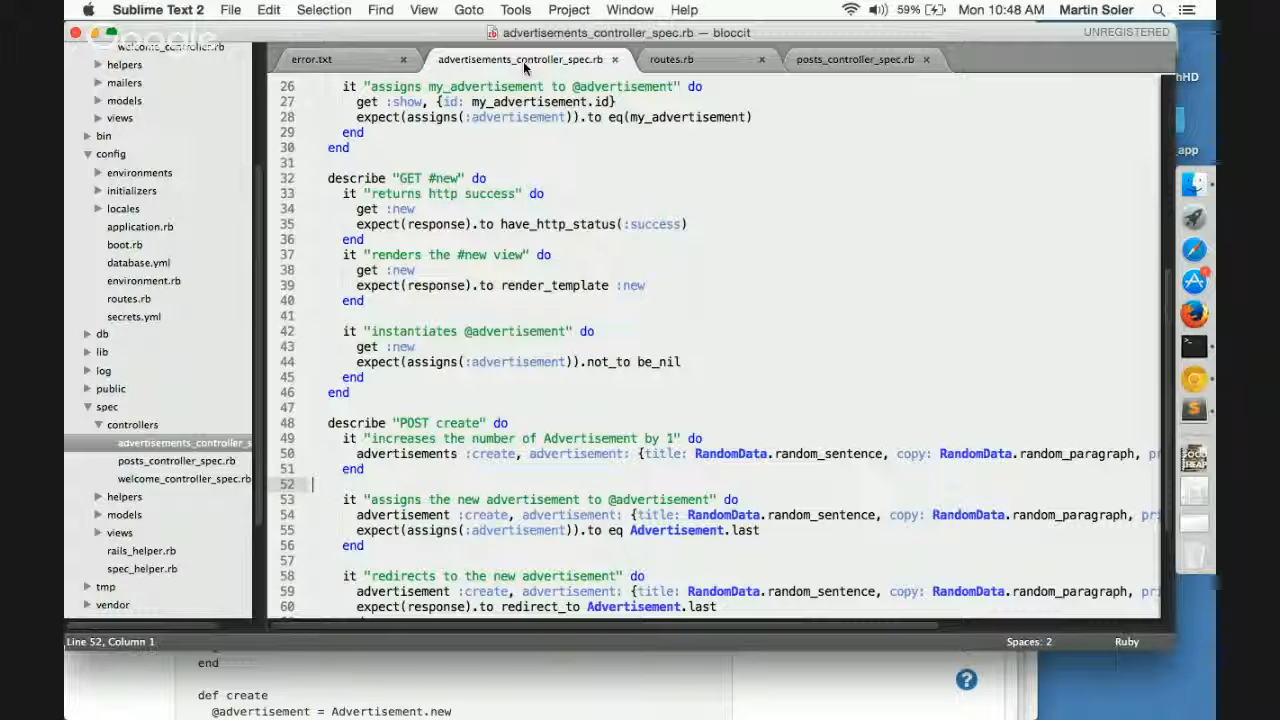 Sublime Text 2 File Edit Selection Find View Goto Tools Project Window Help 59% Mon 10:48 AM Martin Soler
Google
advertisements_controller_spec.rb — bloccit UNREGISTERED
welcome_controller.rb
helpers
mailers
models
views
bin
config
environments
initializers
locales
application.rb
boot.rb
database.yml
environment.rb
routes.rb
secrets.yml
db
lib
log
public
spec
controllers
advertisements_controller_s
posts_controller_spec.rb
welcome_controller_spec.rb
helpers
models
views
rails_helper.rb
spec_helper.rb
tmp
vendor
error.txt advertisements_controller_spec.rb routes.rb posts_controller_spec.rb
26 it "assigns my_advertisement to @advertisement" do
27 get :show, {id: my_advertisement.id}
28 expect(assigns(:advertisement)).to eq(my_advertisement)
29 end
30 end
31
32 describe "GET #new" do
33 it "returns http success" do
34 get :new
35 expect(response).to have_http_status(:success)
36 end
37 it "renders the #new view" do
38 get :new
39 expect(response).to render_template :new
40 end
41
42 it "instantiates @advertisement" do
43 get :new
44 expect(assigns(:advertisement)).not_to be_nil
45 end
46 end
47
48 describe "POST create" do
49 it "increases the number of Advertisement by 1" do
50 advertisements :create, advertisement: {title: RandomData.random_sentence, copy: RandomData.random_paragraph, pr
51 end
52
53 it "assigns the new advertisement to @advertisement" do
54 advertisement :create, advertisement: {title: RandomData.random_sentence, copy: RandomData.random_paragraph, pri
55 expect(assigns(:advertisement)).to eq Advertisement.last
56 end
57
58 it "redirects to the new advertisement" do
59 advertisement :create, advertisement: {title: RandomData.random_sentence, copy: RandomData.random_paragraph, pri
60 expect(response).to redirect_to Advertisement.last
Line 52, Column 1 Spaces: 2 Ruby
end
def create
@advertisement = Advertisement.new
?
hHD
_app